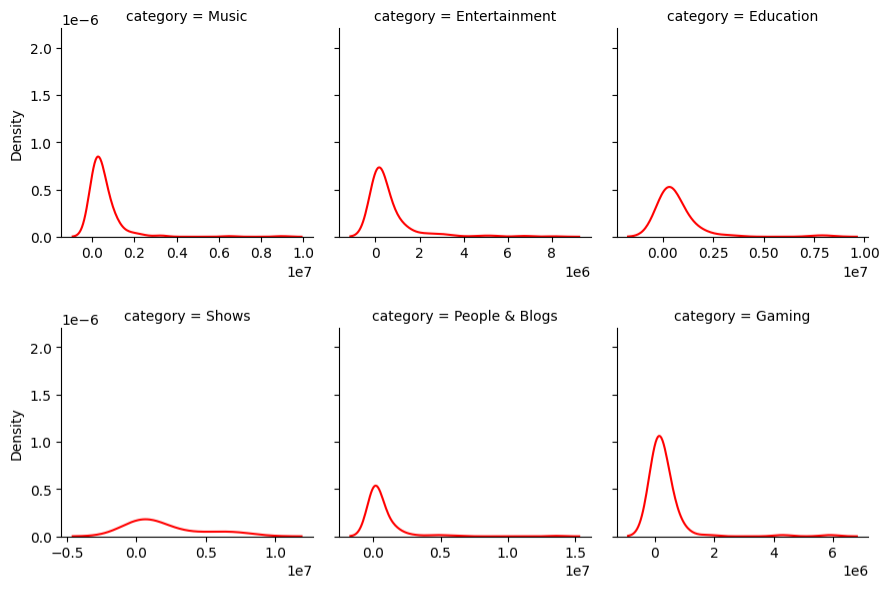 category = Music
category = Entertainment
category = Education
1e−6
2.0
1.5
1.0
0.5
0.0
Density
0.0 0.2 0.4 0.6 0.8 1.0
1e7
0 2 4 6 8
1e6
0.00 0.25 0.50 0.75 1.00
1e7
category = Shows
category = People & Blogs
category = Gaming
1e−6
2.0
1.5
1.0
0.5
0.0
Density
−0.5 0.0 0.5 1.0
1e7
0.0 0.5 1.0 1.5
1e7
0 2 4 6
1e6